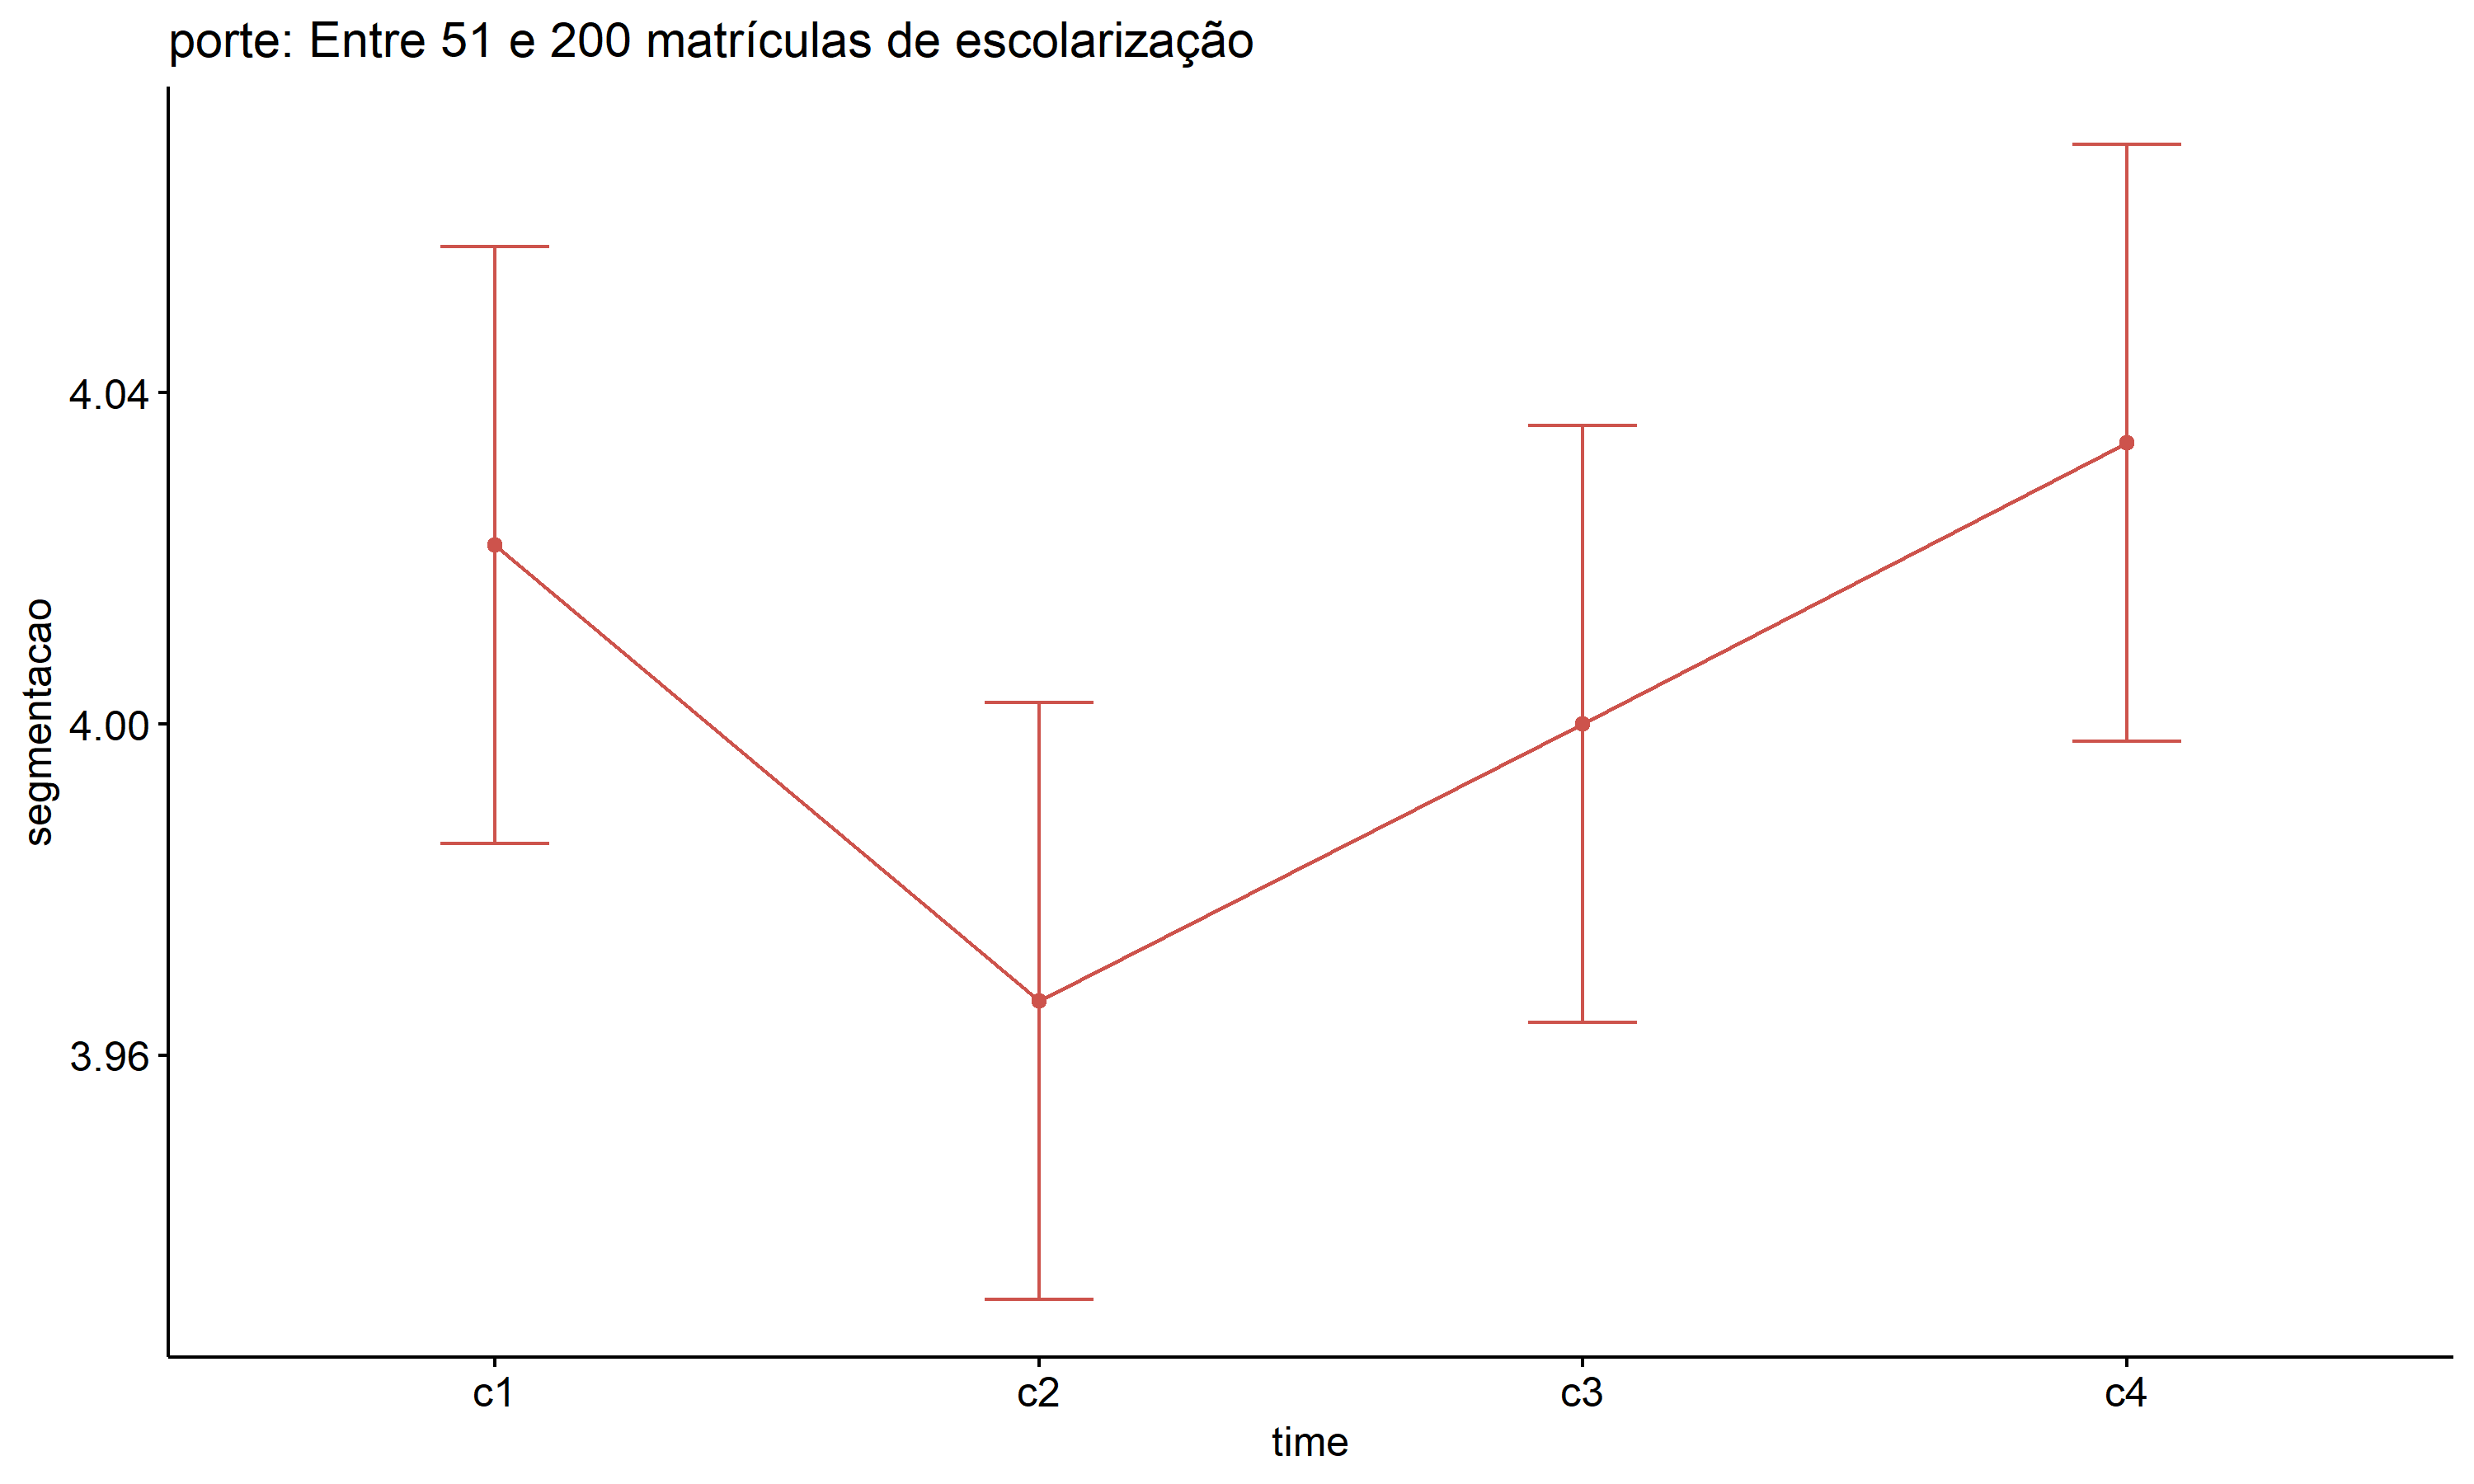 porte: Entre 51 e 200 matrículas de escolarização
segmentacao
4.04
4.00
3.96
c1 c2 c3 c4
time